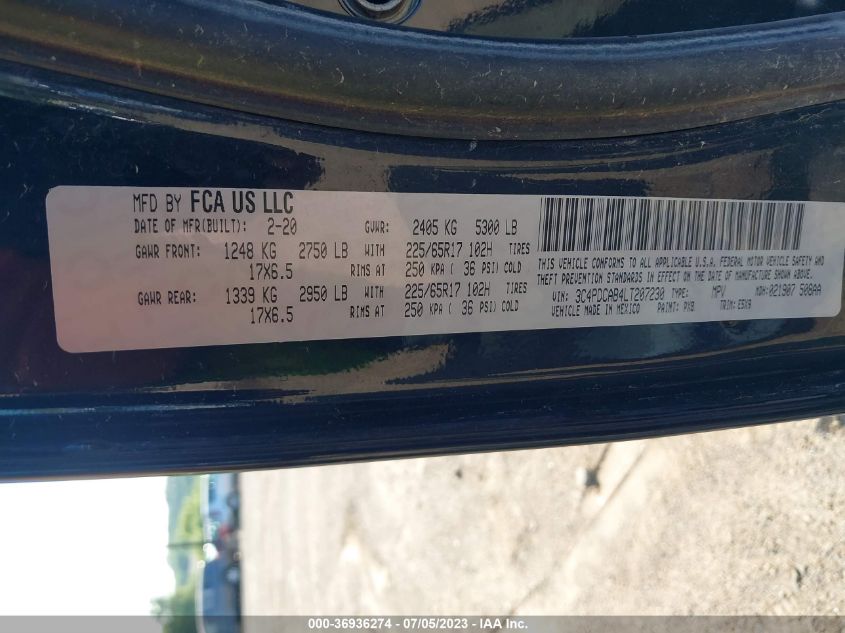 MFD BY FCA US LLC
DATE OF MFR(BUILT): 2-20 GVWR: 2405 KG 5300 LB
GAWR FRONT: 1248 KG 2750 LB WITH 225/65R17 102H TIRES
17X6.5 RIMS AT 250 KPA ( 36 PSI) COLD
GAWR REAR: 1339 KG 2950 LB WITH 225/65R17 102H TIRES
17X6.5 RIMS AT 250 KPA ( 36 PSI) COLD
THIS VEHICLE CONFORMS TO ALL APPLICABLE U.S.A. FEDERAL MOTOR VEHICLE SAFETY AND
THEFT PREVENTION STANDARDS IN EFFECT ON THE DATE OF MANUFACTURE SHOWN ABOVE.
VIN: 3C4PDCAB4LT207230 TYPE: MPV MDH: 021907 508AA
VEHICLE MADE IN MEXICO PAINT: PXB TRIM: E5X9
000-36936274 - 07/05/2023 - IAA Inc.